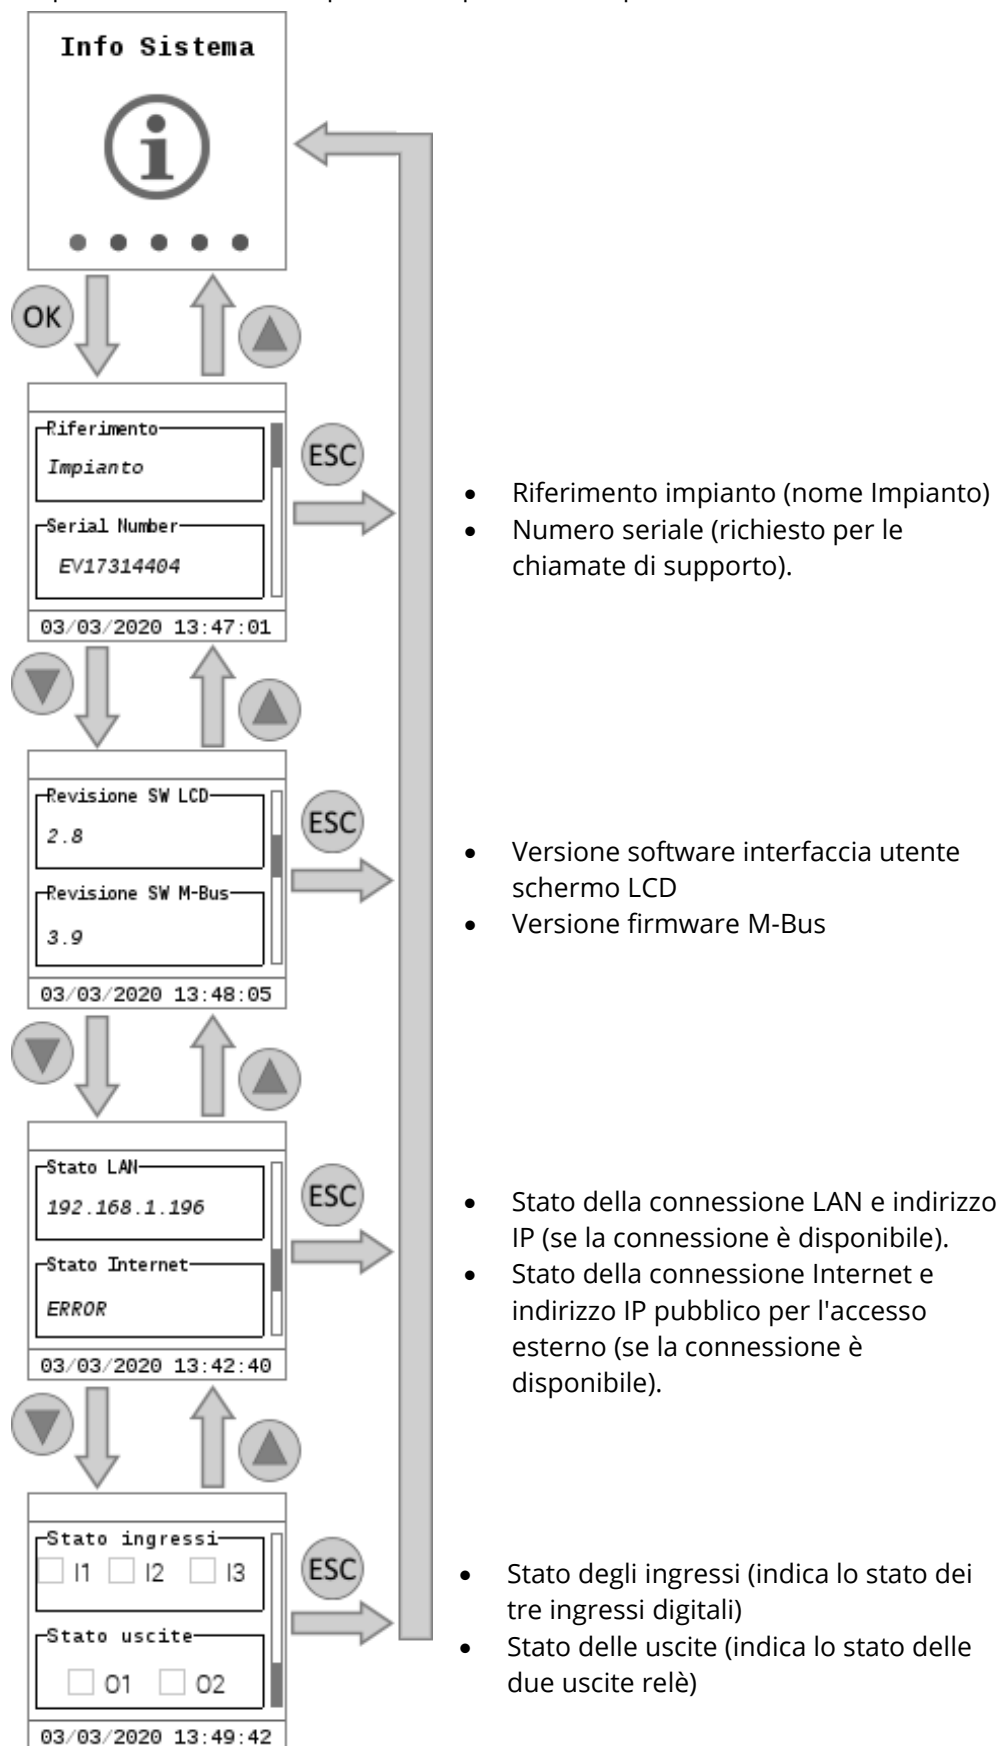 Info Sistema
OK
Riferimento
Impianto
Serial Number
EV17314404
03/03/2020 13:47:01
ESC
• Riferimento impianto (nome Impianto)
• Numero seriale (richiesto per le
chiamate di supporto).
Revisione SW LCD
2.8
Revisione SW M-Bus
3.9
03/03/2020 13:48:05
ESC
• Versione software interfaccia utente
schermo LCD
• Versione firmware M-Bus
Stato LAN
192.168.1.196
Stato Internet
ERROR
03/03/2020 13:42:40
ESC
• Stato della connessione LAN e indirizzo
IP (se la connessione è disponibile).
• Stato della connessione Internet e
indirizzo IP pubblico per l'accesso
esterno (se la connessione è
disponibile).
Stato ingressi
I1 I2 I3
Stato uscite
O1 O2
03/03/2020 13:49:42
ESC
• Stato degli ingressi (indica lo stato dei
tre ingressi digitali)
• Stato delle uscite (indica lo stato delle
due uscite relè)